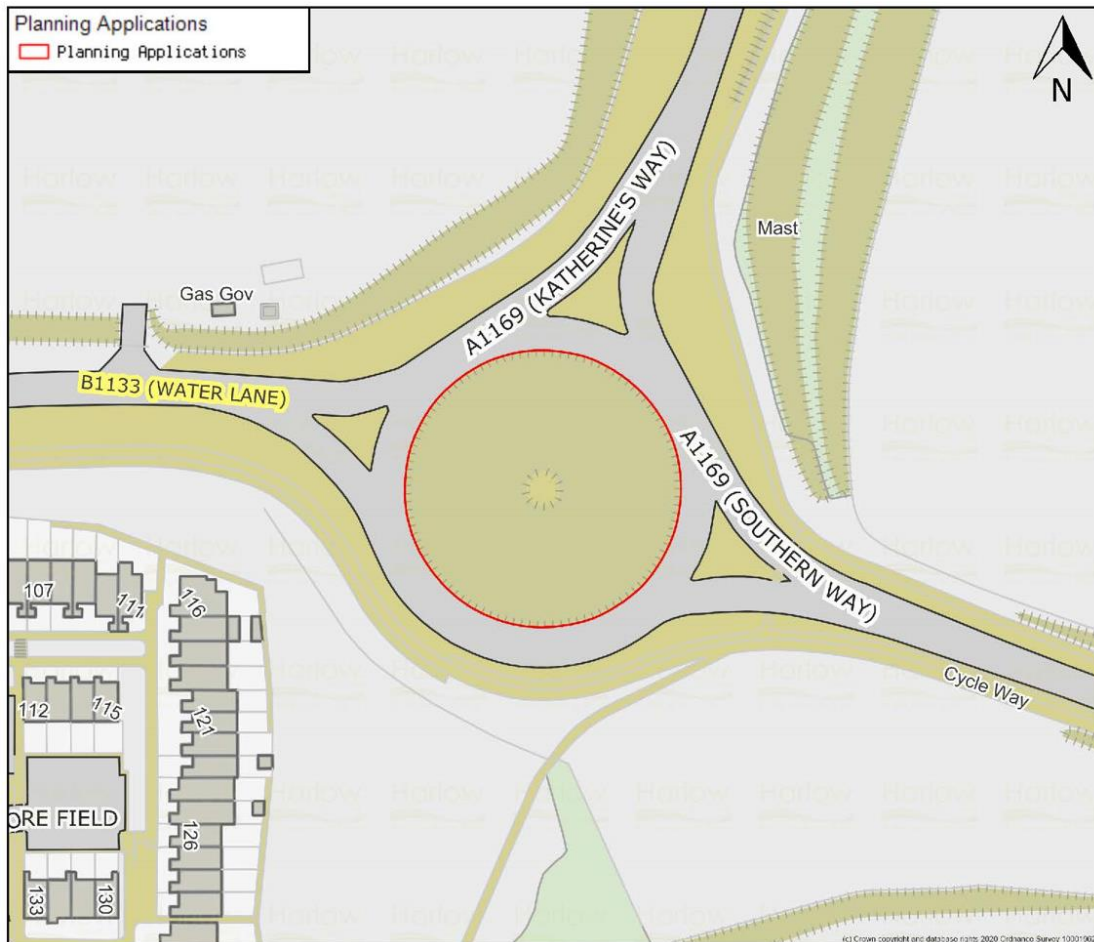 Planning Applications
Planning Applications
N
A1169 (KATHERINE'S WAY)
Mast
Gas Gov
B1133 (WATER LANE)
A1169 (SOUTHERN WAY)
107
111
116
Cycle Way
112
115
121
ORE FIELD
126
133
130
Harlow
(c) Crown copyright and database rights 2020 Ordnance Survey